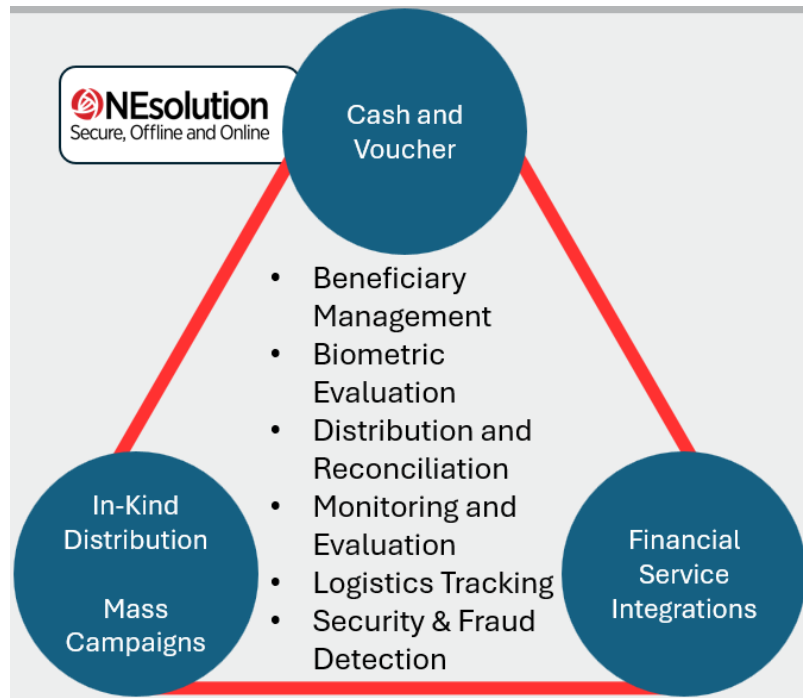 ONEsolution
Secure, Offline and Online
Cash and
Voucher
• Beneficiary
Management
• Biometric
Evaluation
• Distribution and
Reconciliation
• Monitoring and
Evaluation
• Logistics Tracking
• Security & Fraud
Detection
In-Kind
Distribution
Mass
Campaigns
Financial
Service
Integrations